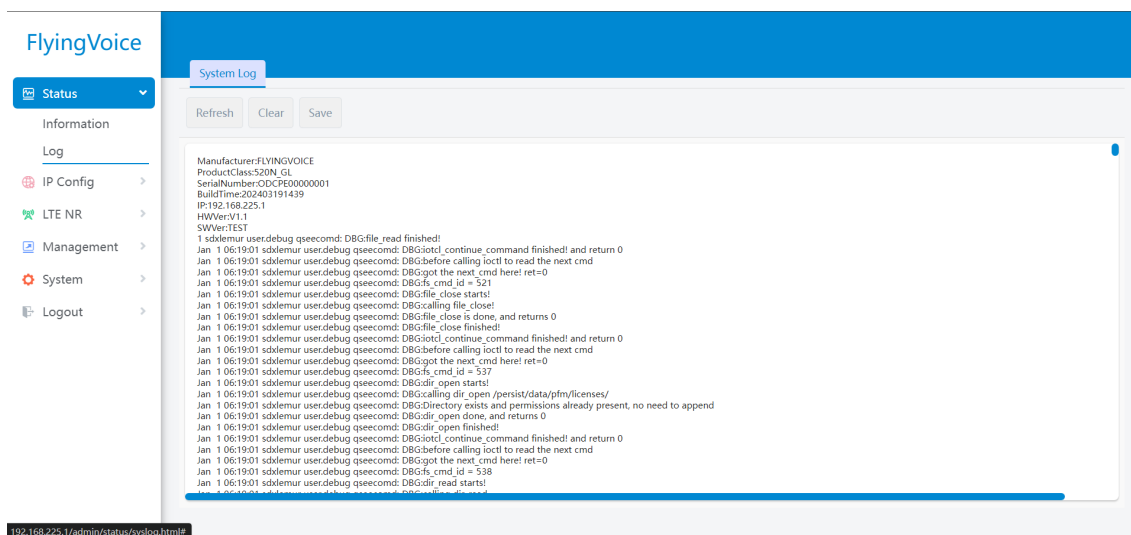 FlyingVoice
Status
Information
Log
IP Config
LTE NR
Management
System
Logout
System Log
Refresh Clear Save
Manufacturer:FLYINGVOICE
ProductClass:520N_GL
SerialNumber:ODCPE00000001
BuildTime:202403191439
IP:192.168.225.1
HWVer:V1.1
SWVer:TEST
1 sdxlemur user.debug qseecomd: DBG:file_read finished!
Jan 1 06:19:01 sdxlemur user.debug qseecomd: DBG:iotcl_continue_command finished! and return 0
Jan 1 06:19:01 sdxlemur user.debug qseecomd: DBG:before calling ioctl to read the next cmd
Jan 1 06:19:01 sdxlemur user.debug qseecomd: DBG:got the next_cmd here! ret=0
Jan 1 06:19:01 sdxlemur user.debug qseecomd: DBG:fs_cmd_id = 521
Jan 1 06:19:01 sdxlemur user.debug qseecomd: DBG:file_close starts!
Jan 1 06:19:01 sdxlemur user.debug qseecomd: DBG:calling file_close!
Jan 1 06:19:01 sdxlemur user.debug qseecomd: DBG:file_close is done, and returns 0
Jan 1 06:19:01 sdxlemur user.debug qseecomd: DBG:file_close finished!
Jan 1 06:19:01 sdxlemur user.debug qseecomd: DBG:iotcl_continue_command finished! and return 0
Jan 1 06:19:01 sdxlemur user.debug qseecomd: DBG:before calling ioctl to read the next cmd
Jan 1 06:19:01 sdxlemur user.debug qseecomd: DBG:got the next_cmd here! ret=0
Jan 1 06:19:01 sdxlemur user.debug qseecomd: DBG:fs_cmd_id = 537
Jan 1 06:19:01 sdxlemur user.debug qseecomd: DBG:dir_open starts!
Jan 1 06:19:01 sdxlemur user.debug qseecomd: DBG:calling dir_open /persist/data/pfm/licenses/
Jan 1 06:19:01 sdxlemur user.debug qseecomd: DBG:Directory exists and permissions already present, no need to append
Jan 1 06:19:01 sdxlemur user.debug qseecomd: DBG:dir_open done, and returns 0
Jan 1 06:19:01 sdxlemur user.debug qseecomd: DBG:dir_open finished!
Jan 1 06:19:01 sdxlemur user.debug qseecomd: DBG:iotcl_continue_command finished! and return 0
Jan 1 06:19:01 sdxlemur user.debug qseecomd: DBG:before calling ioctl to read the next cmd
Jan 1 06:19:01 sdxlemur user.debug qseecomd: DBG:got the next_cmd here! ret=0
Jan 1 06:19:01 sdxlemur user.debug qseecomd: DBG:fs_cmd_id = 538
Jan 1 06:19:01 sdxlemur user.debug qseecomd: DBG:dir_read starts!
192.168.225.1/admin/status/syslog.html#